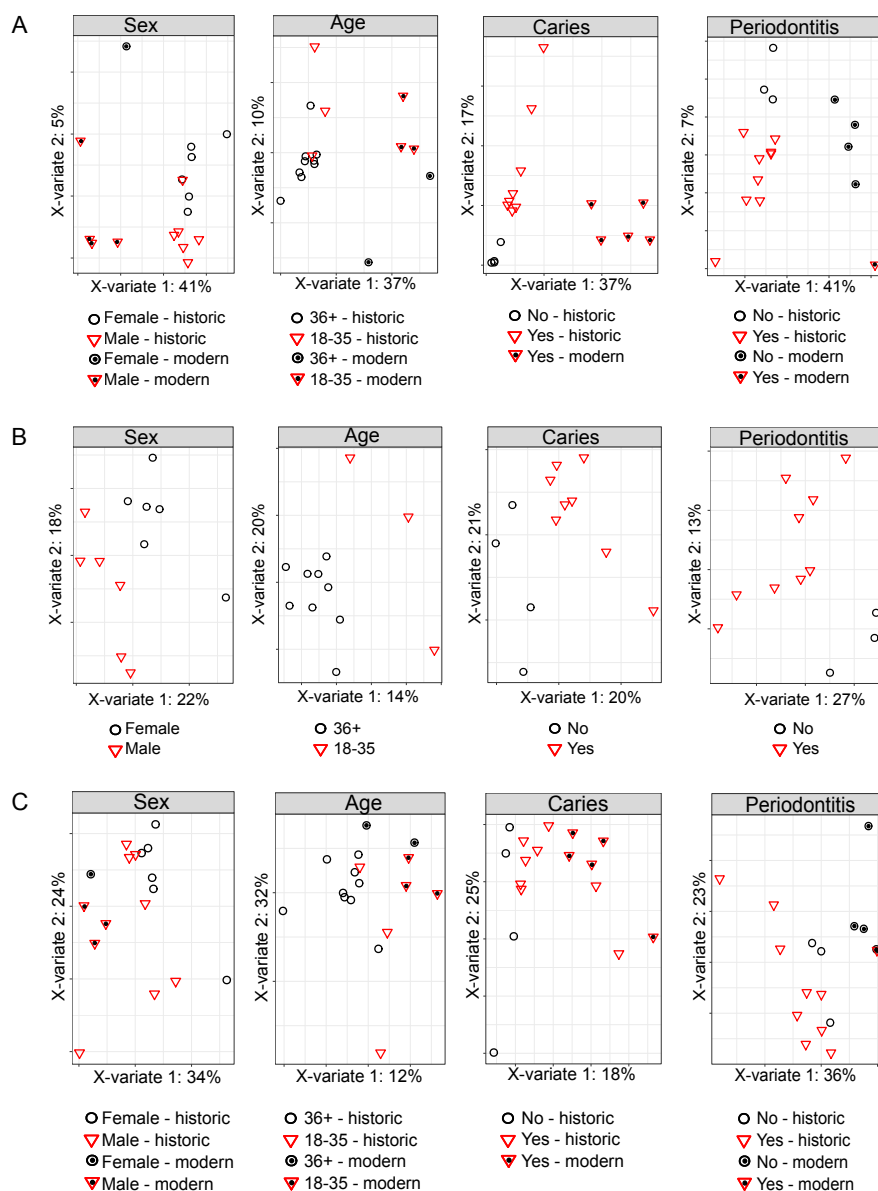 A
Sex
Age
Caries
Periodontitis
X-variate 2: 5%
X-variate 2: 10%
X-variate 2: 17%
X-variate 2: 7%
X-variate 1: 41%
X-variate 1: 37%
X-variate 1: 37%
X-variate 1: 41%
Female - historic
Male - historic
Female - modern
Male - modern
36+ - historic
18-35 - historic
36+ - modern
18-35 - modern
No - historic
Yes - historic
Yes - modern
No - historic
Yes - historic
No - modern
Yes - modern
B
Sex
Age
Caries
Periodontitis
X-variate 2: 18%
X-variate 2: 20%
X-variate 2: 21%
X-variate 2: 13%
X-variate 1: 22%
X-variate 1: 14%
X-variate 1: 20%
X-variate 1: 27%
Female
Male
36+
18-35
No
Yes
No
Yes
C
Sex
Age
Caries
Periodontitis
X-variate 2: 24%
X-variate 2: 32%
X-variate 2: 25%
X-variate 2: 23%
X-variate 1: 34%
X-variate 1: 12%
X-variate 1: 18%
X-variate 1: 36%
Female - historic
Male - historic
Female - modern
Male - modern
36+ - historic
18-35 - historic
36+ - modern
18-35 - modern
No - historic
Yes - historic
Yes - modern
No - historic
Yes - historic
No - modern
Yes - modern